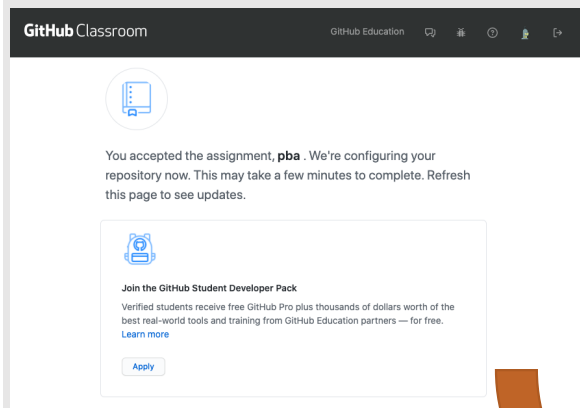 GitHub Classroom
GitHub Education
You accepted the assignment, pba . We're configuring your
repository now. This may take a few minutes to complete. Refresh
this page to see updates.
Join the GitHub Student Developer Pack
Verified students receive free GitHub Pro plus thousands of dollars worth of the
best real-world tools and training from GitHub Education partners — for free.
Learn more
Apply